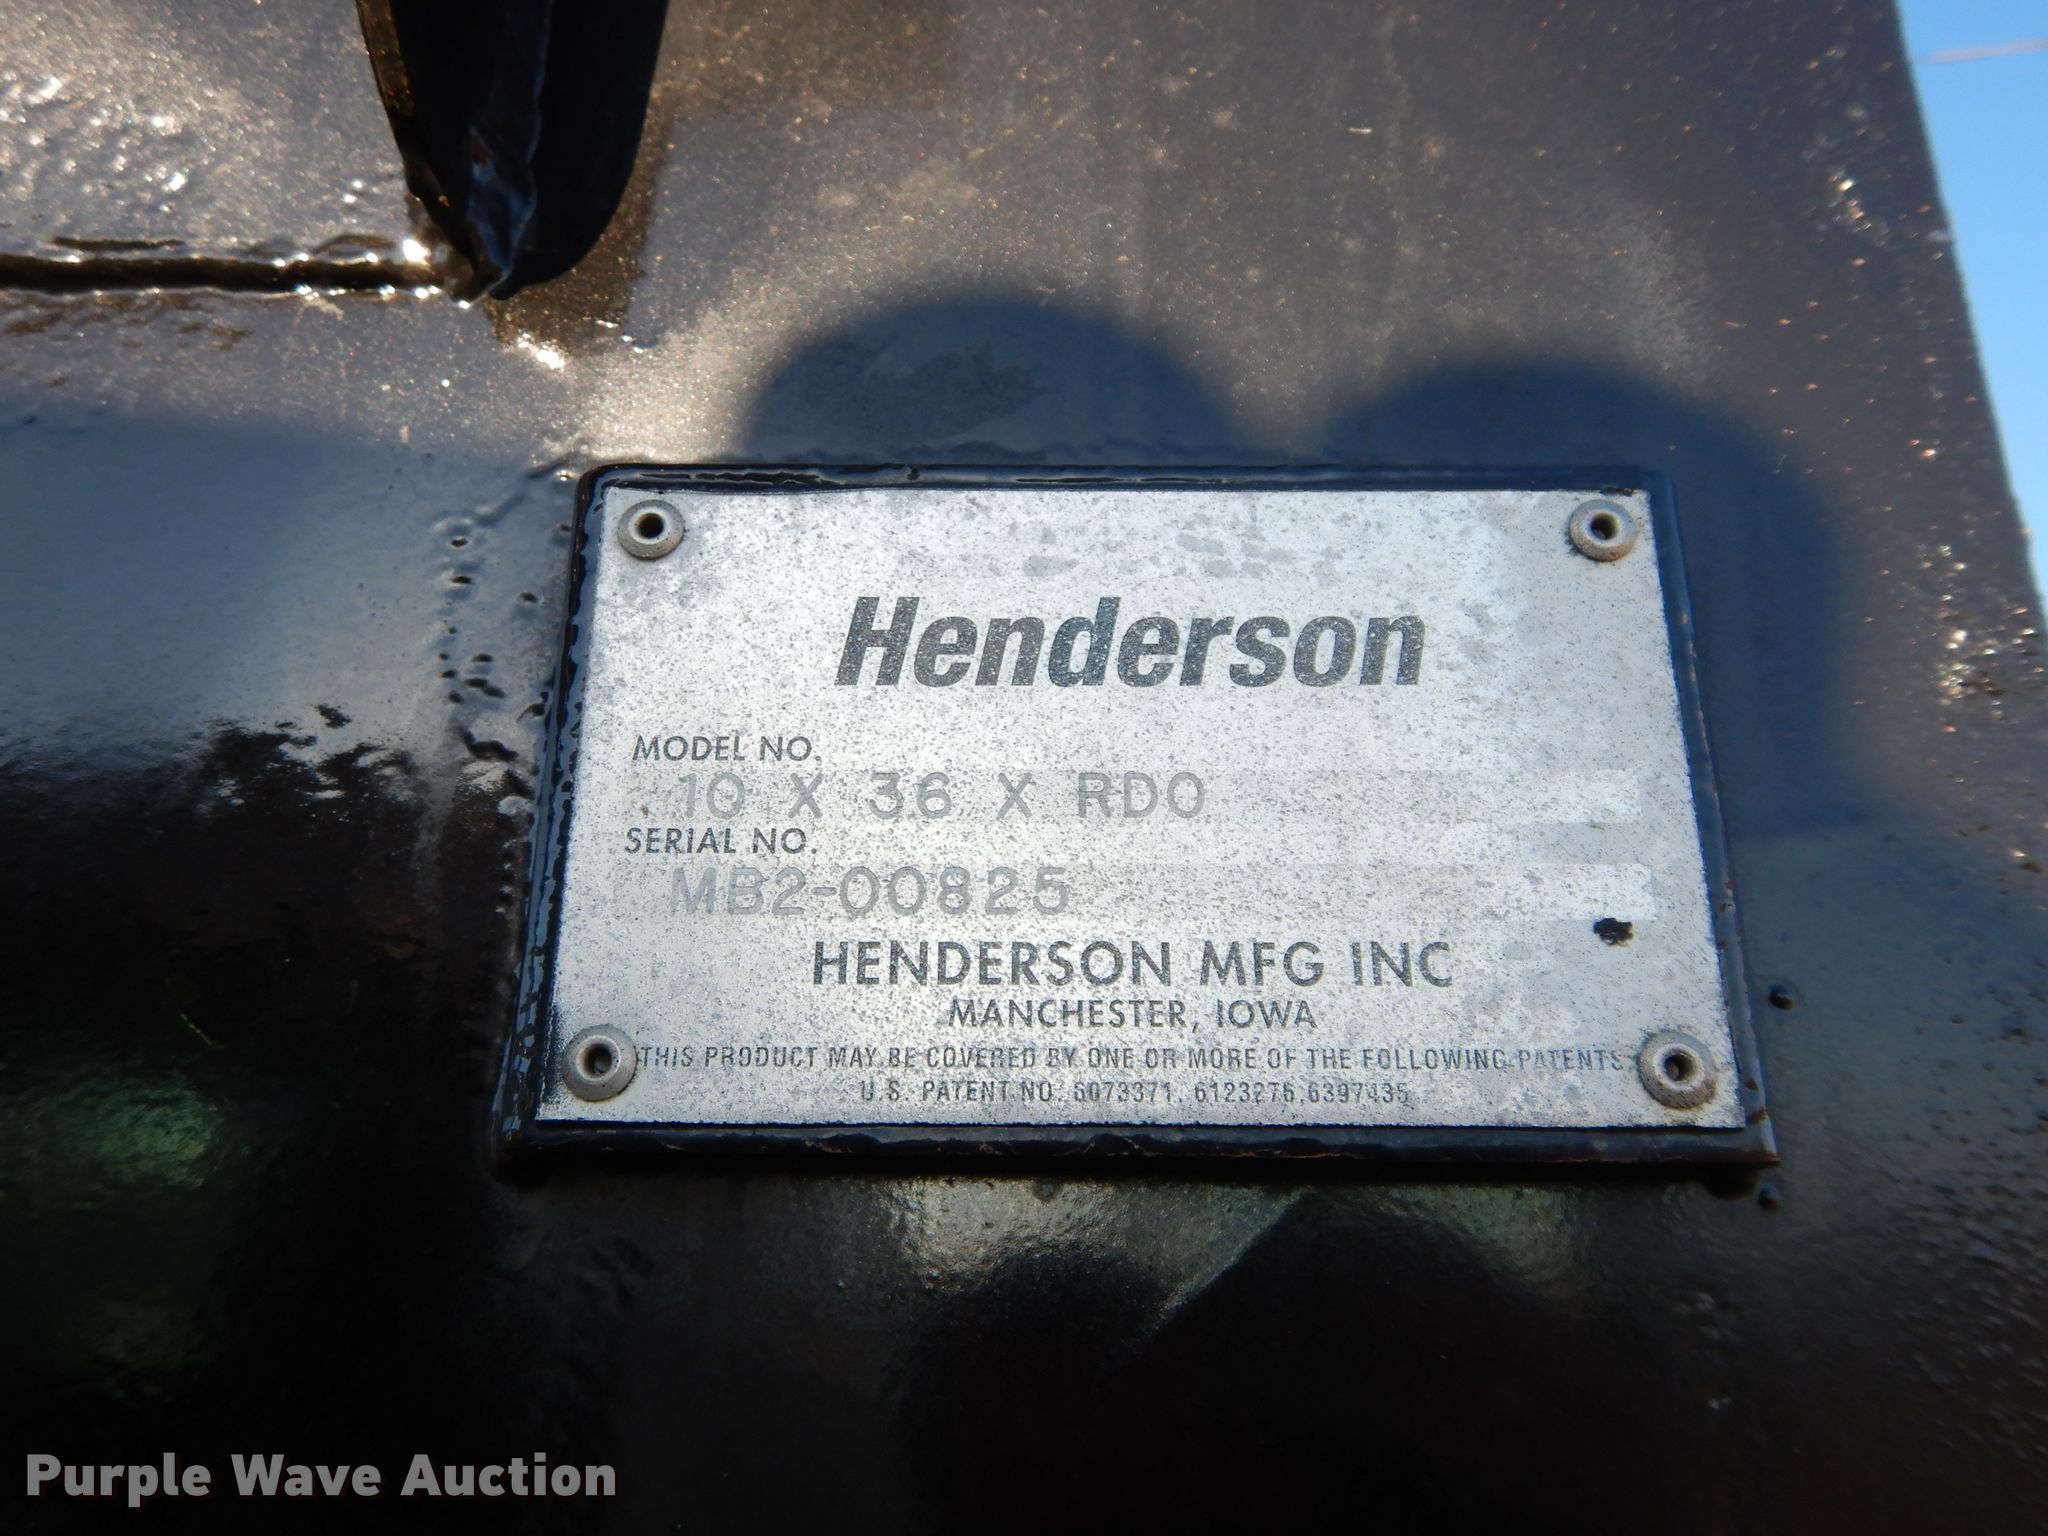 Henderson
MODEL NO.
10 X 36 X RDO
SERIAL NO.
MB2-00825
HENDERSON MFG INC
MANCHESTER, IOWA
THIS PRODUCT MAY BE COVERED BY ONE OR MORE OF THE FOLLOWING PATENTS
U.S. PATENT NO. 6073371, 6123276, 6397435
Purple Wave Auction